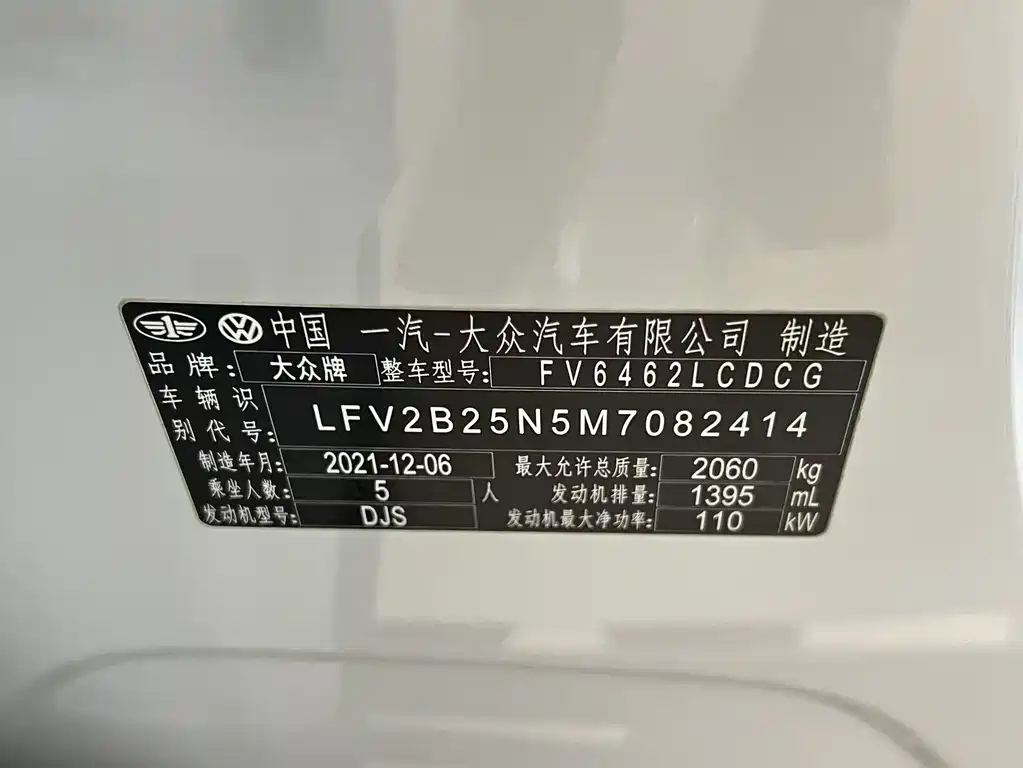 中国 一汽-大众汽车有限公司 制造
品牌: 大众牌 整车型号: FV6462LCDCG
车辆识
别代号: LFV2B25N5M7082414
制造年月: 2021-12-06 最大允许总质量: 2060 kg
乘坐人数: 5 人 发动机排量: 1395 mL
发动机型号: DJS 发动机最大净功率: 110 kW